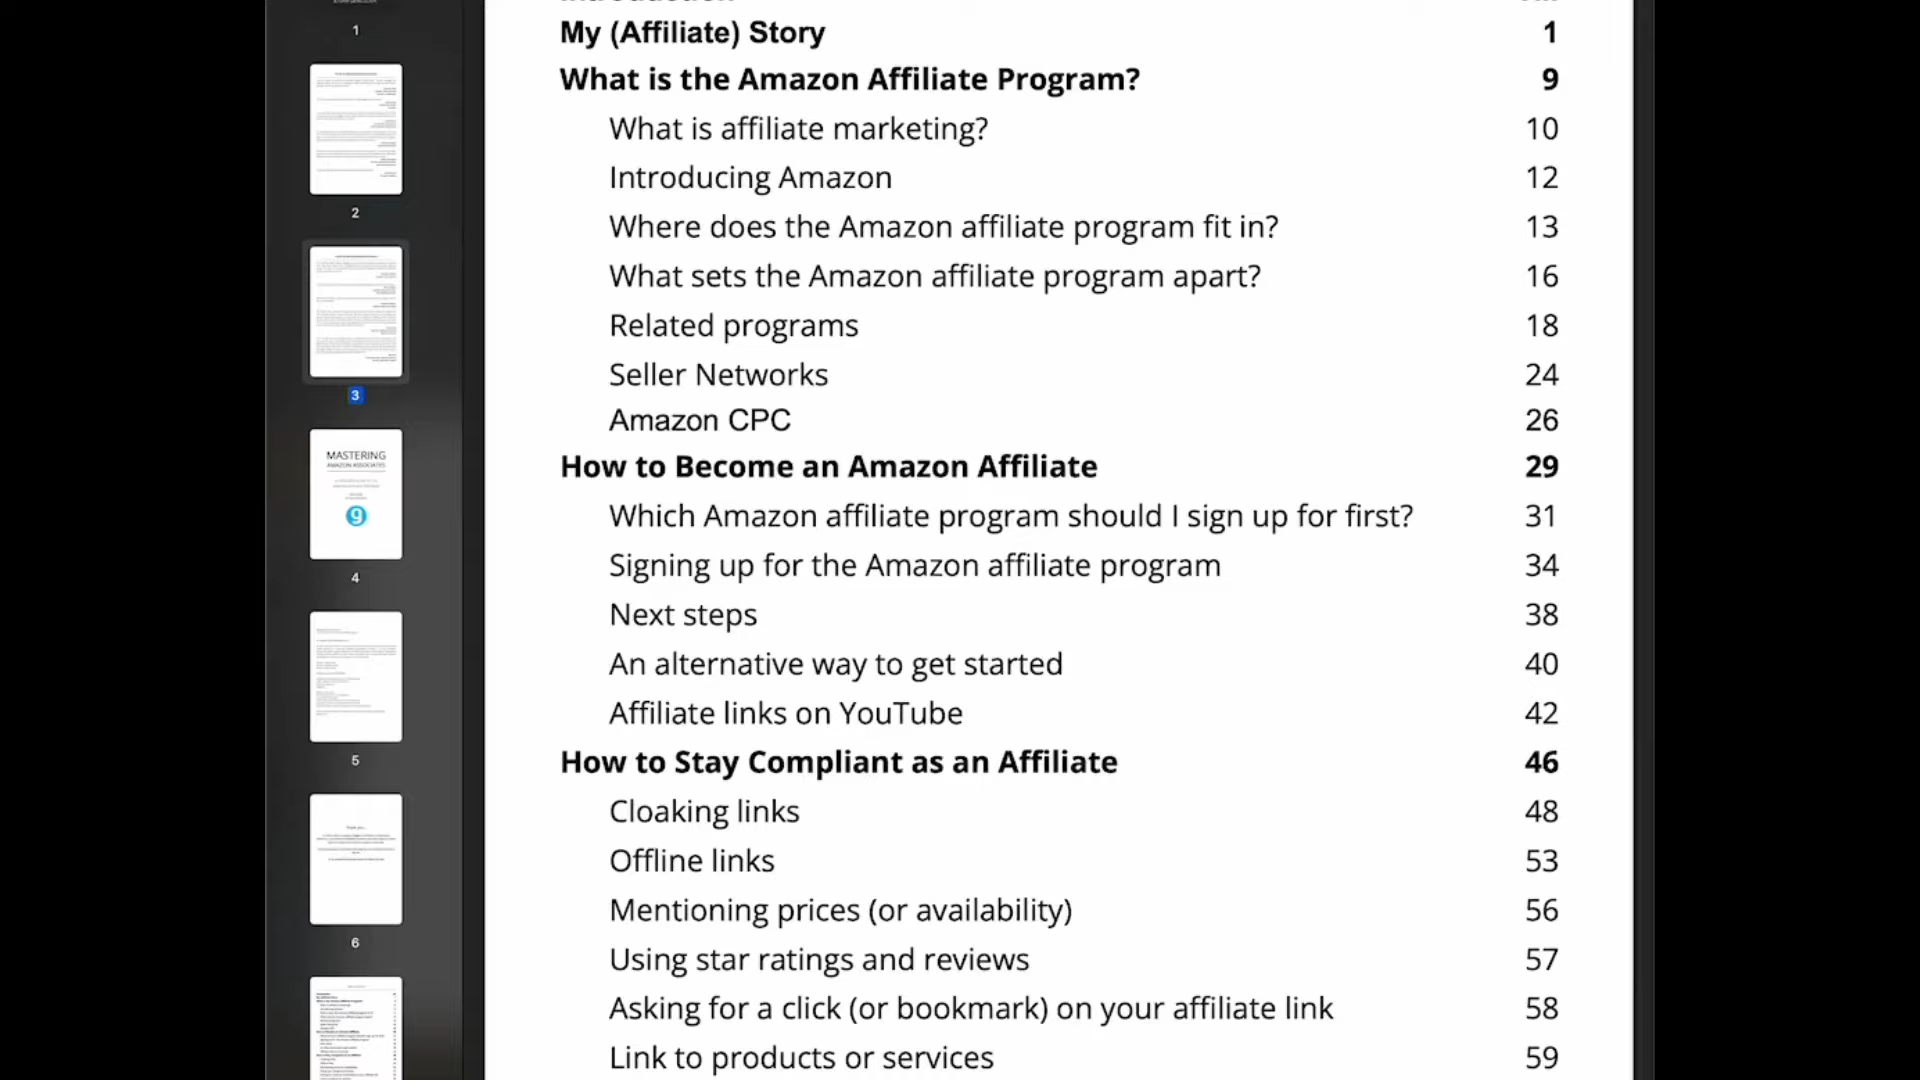 My (Affiliate) Story 1
What is the Amazon Affiliate Program? 9
What is affiliate marketing? 10
Introducing Amazon 12
Where does the Amazon affiliate program fit in? 13
What sets the Amazon affiliate program apart? 16
Related programs 18
Seller Networks 24
Amazon CPC 26
How to Become an Amazon Affiliate 29
Which Amazon affiliate program should I sign up for first? 31
Signing up for the Amazon affiliate program 34
Next steps 38
An alternative way to get started 40
Affiliate links on YouTube 42
How to Stay Compliant as an Affiliate 46
Cloaking links 48
Offline links 53
Mentioning prices (or availability) 56
Using star ratings and reviews 57
Asking for a click (or bookmark) on your affiliate link 58
Link to products or services 59
1
2
3
MASTERING
AMAZON ASSOCIATES
g
4
5
6